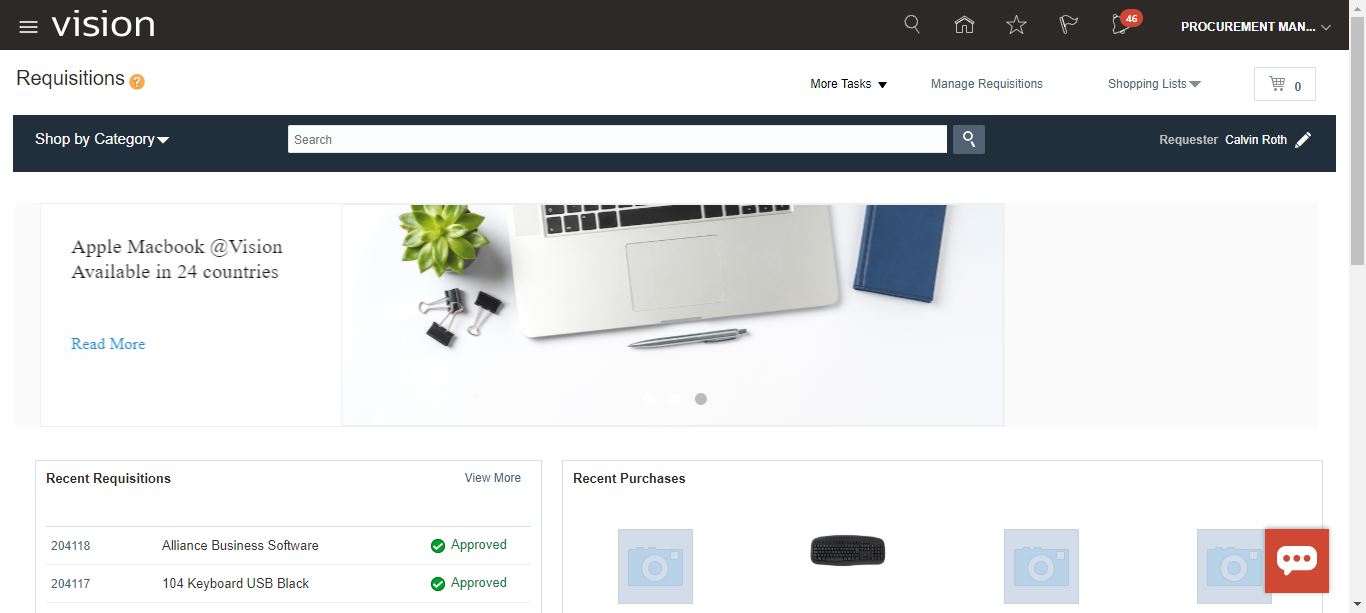 vision
46
PROCUREMENT MAN...
Requisitions ?
More Tasks
Manage Requisitions
Shopping Lists
0
Shop by Category
Search
Requester Calvin Roth
Apple Macbook @Vision
Available in 24 countries
Read More
Recent Requisitions
View More
204118 Alliance Business Software Approved
204117 104 Keyboard USB Black Approved
Recent Purchases